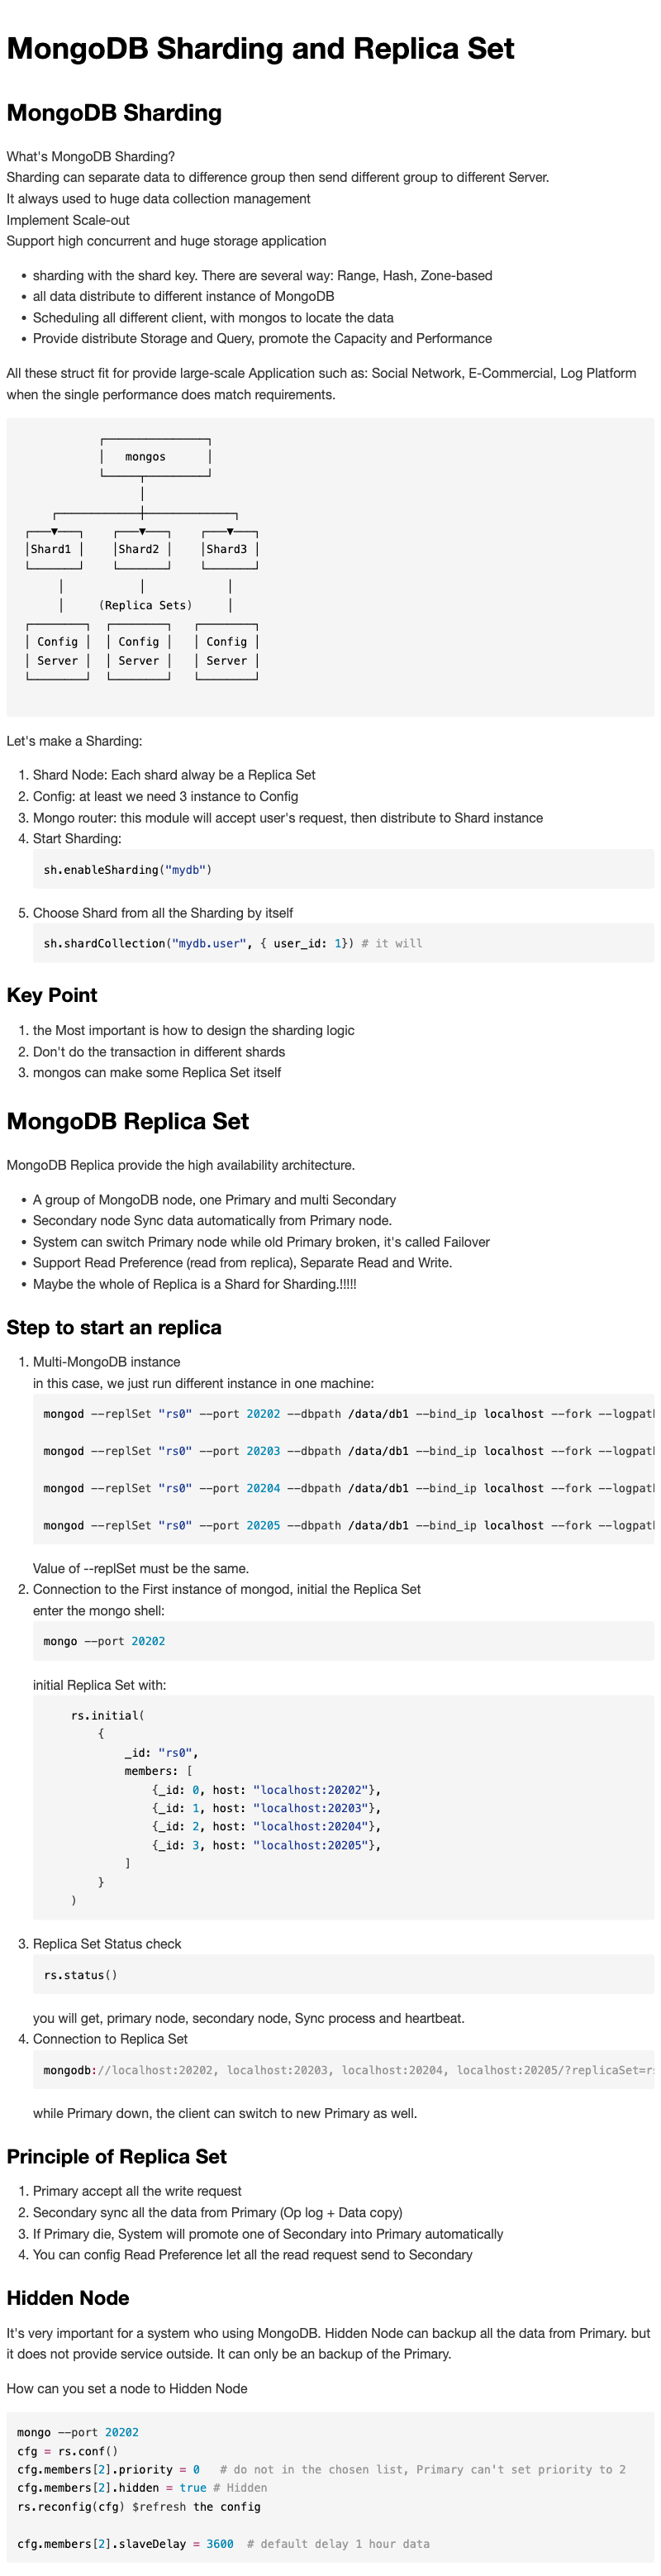 MongoDB Sharding and Replica Set
MongoDB Sharding
What's MongoDB Sharding?
Sharding can separate data to difference group then send different group to different Server.
It always used to huge data collection management
Implement Scale-out
Support high concurrent and huge storage application
• sharding with the shard key. There are several way: Range, Hash, Zone-based
• all data distribute to different instance of MongoDB
• Scheduling all different client, with mongos to locate the data
• Provide distribute Storage and Query, promote the Capacity and Performance
All these struct fit for provide large-scale Application such as: Social Network, E-Commercial, Log Platform
when the single performance does match requirements.
mongos
Shard1 Shard2 Shard3
(Replica Sets)
Config Config Config
Server Server Server
Let's make a Sharding:
1. Shard Node: Each shard alway be a Replica Set
2. Config: at least we need 3 instance to Config
3. Mongo router: this module will accept user's request, then distribute to Shard instance
4. Start Sharding:
sh.enableSharding("mydb")
5. Choose Shard from all the Sharding by itself
sh.shardCollection("mydb.user", { user_id: 1}) # it will
Key Point
1. the Most important is how to design the sharding logic
2. Don't do the transaction in different shards
3. mongos can make some Replica Set itself
MongoDB Replica Set
MongoDB Replica provide the high availability architecture.
• A group of MongoDB node, one Primary and multi Secondary
• Secondary node Sync data automatically from Primary node.
• System can switch Primary node while old Primary broken, it's called Failover
• Support Read Preference (read from replica), Separate Read and Write.
• Maybe the whole of Replica is a Shard for Sharding.!!!!!
Step to start an replica
1. Multi-MongoDB instance
in this case, we just run different instance in one machine:
mongod --replSet "rs0" --port 20202 --dbpath /data/db1 --bind_ip localhost --fork --logpath
mongod --replSet "rs0" --port 20203 --dbpath /data/db1 --bind_ip localhost --fork --logpath
mongod --replSet "rs0" --port 20204 --dbpath /data/db1 --bind_ip localhost --fork --logpath
mongod --replSet "rs0" --port 20205 --dbpath /data/db1 --bind_ip localhost --fork --logpath
Value of --replSet must be the same.
2. Connection to the First instance of mongod, initial the Replica Set
enter the mongo shell:
mongo --port 20202
initial Replica Set with:
rs.initial(
{
_id: "rs0",
members: [
{_id: 0, host: "localhost:20202"},
{_id: 1, host: "localhost:20203"},
{_id: 2, host: "localhost:20204"},
{_id: 3, host: "localhost:20205"},
]
}
)
3. Replica Set Status check
rs.status()
you will get, primary node, secondary node, Sync process and heartbeat.
4. Connection to Replica Set
mongodb://localhost:20202, localhost:20203, localhost:20204, localhost:20205/?replicaSet=r
while Primary down, the client can switch to new Primary as well.
Principle of Replica Set
1. Primary accept all the write request
2. Secondary sync all the data from Primary (Op log + Data copy)
3. If Primary die, System will promote one of Secondary into Primary automatically
4. You can config Read Preference let all the read request send to Secondary
Hidden Node
It's very important for a system who using MongoDB. Hidden Node can backup all the data from Primary. but
it does not provide service outside. It can only be an backup of the Primary.
How can you set a node to Hidden Node
mongo --port 20202
cfg = rs.conf()
cfg.members[2].priority = 0 # do not in the chosen list, Primary can't set priority to 2
cfg.members[2].hidden = true # Hidden
rs.reconfig(cfg) $refresh the config
cfg.members[2].slaveDelay = 3600 # default delay 1 hour data